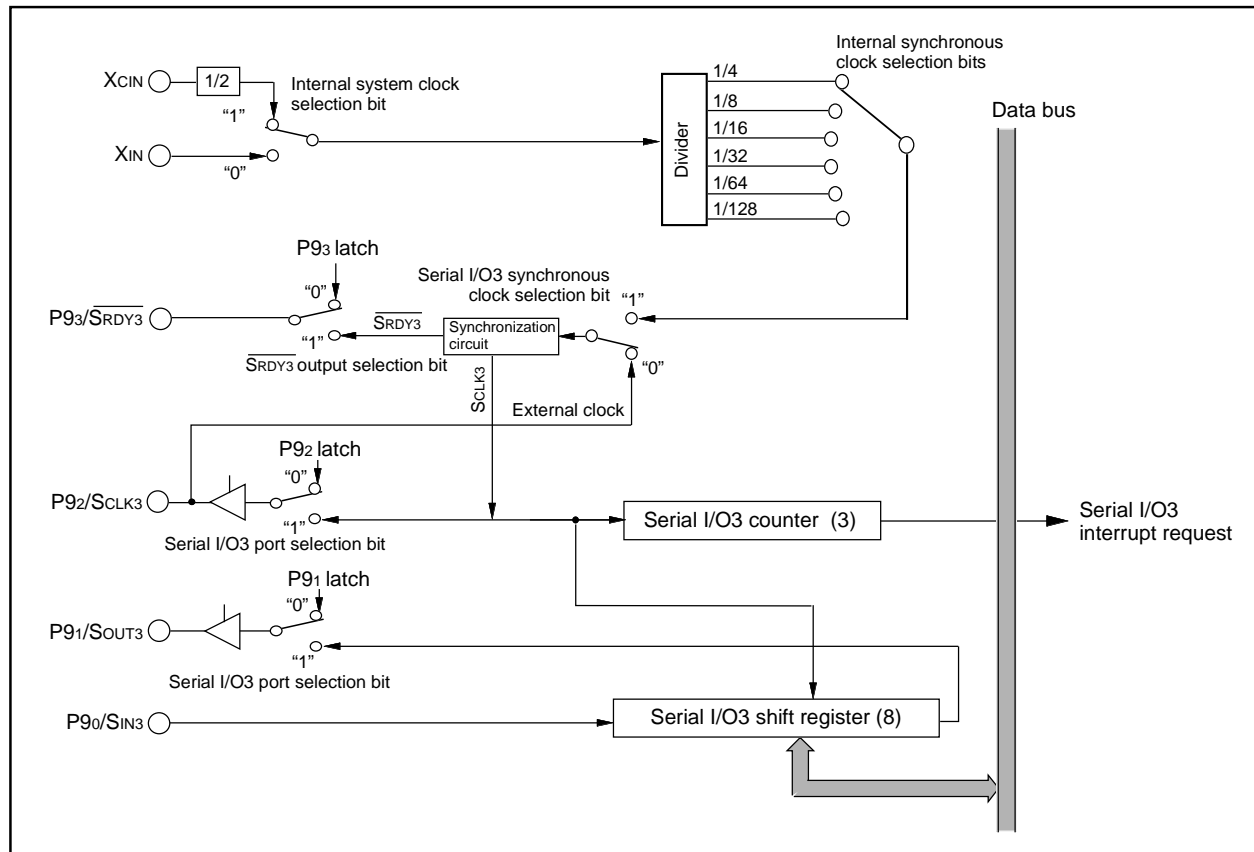 XCIN
1/2
Internal system clock
selection bit
“1”
XIN
“0”
Divider
1/4
1/8
1/16
1/32
1/64
1/128
Internal synchronous
clock selection bits
Data bus
P93 latch
“0”
P93/SRDY3
“1”
SRDY3 output selection bit
SRDY3
Serial I/O3 synchronous
clock selection bit
Synchronization
circuit
“1”
“0”
SCLK3
External clock
P92 latch
“0”
P92/SCLK3
“1”
Serial I/O3 port selection bit
Serial I/O3 counter (3)
Serial I/O3
interrupt request
P91 latch
“0”
P91/SOUT3
“1”
Serial I/O3 port selection bit
P90/SIN3
Serial I/O3 shift register (8)